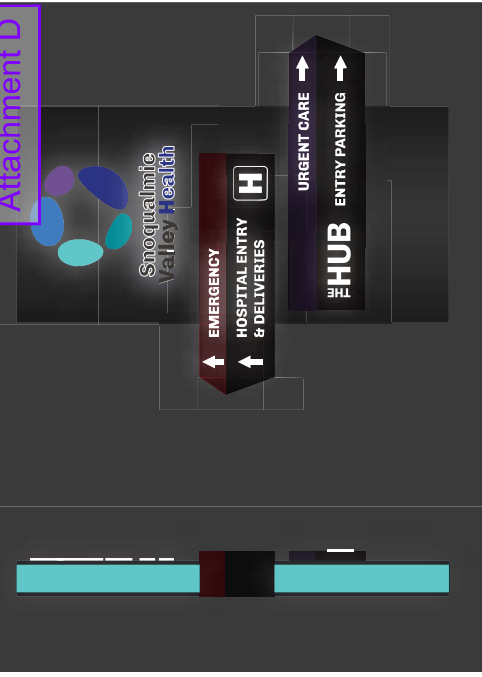 Attachment D
Snoqualmie
Valley Health
EMERGENCY
H
HOSPITAL ENTRY
& DELIVERIES
URGENT CARE
ENTRY PARKING
THE HUB